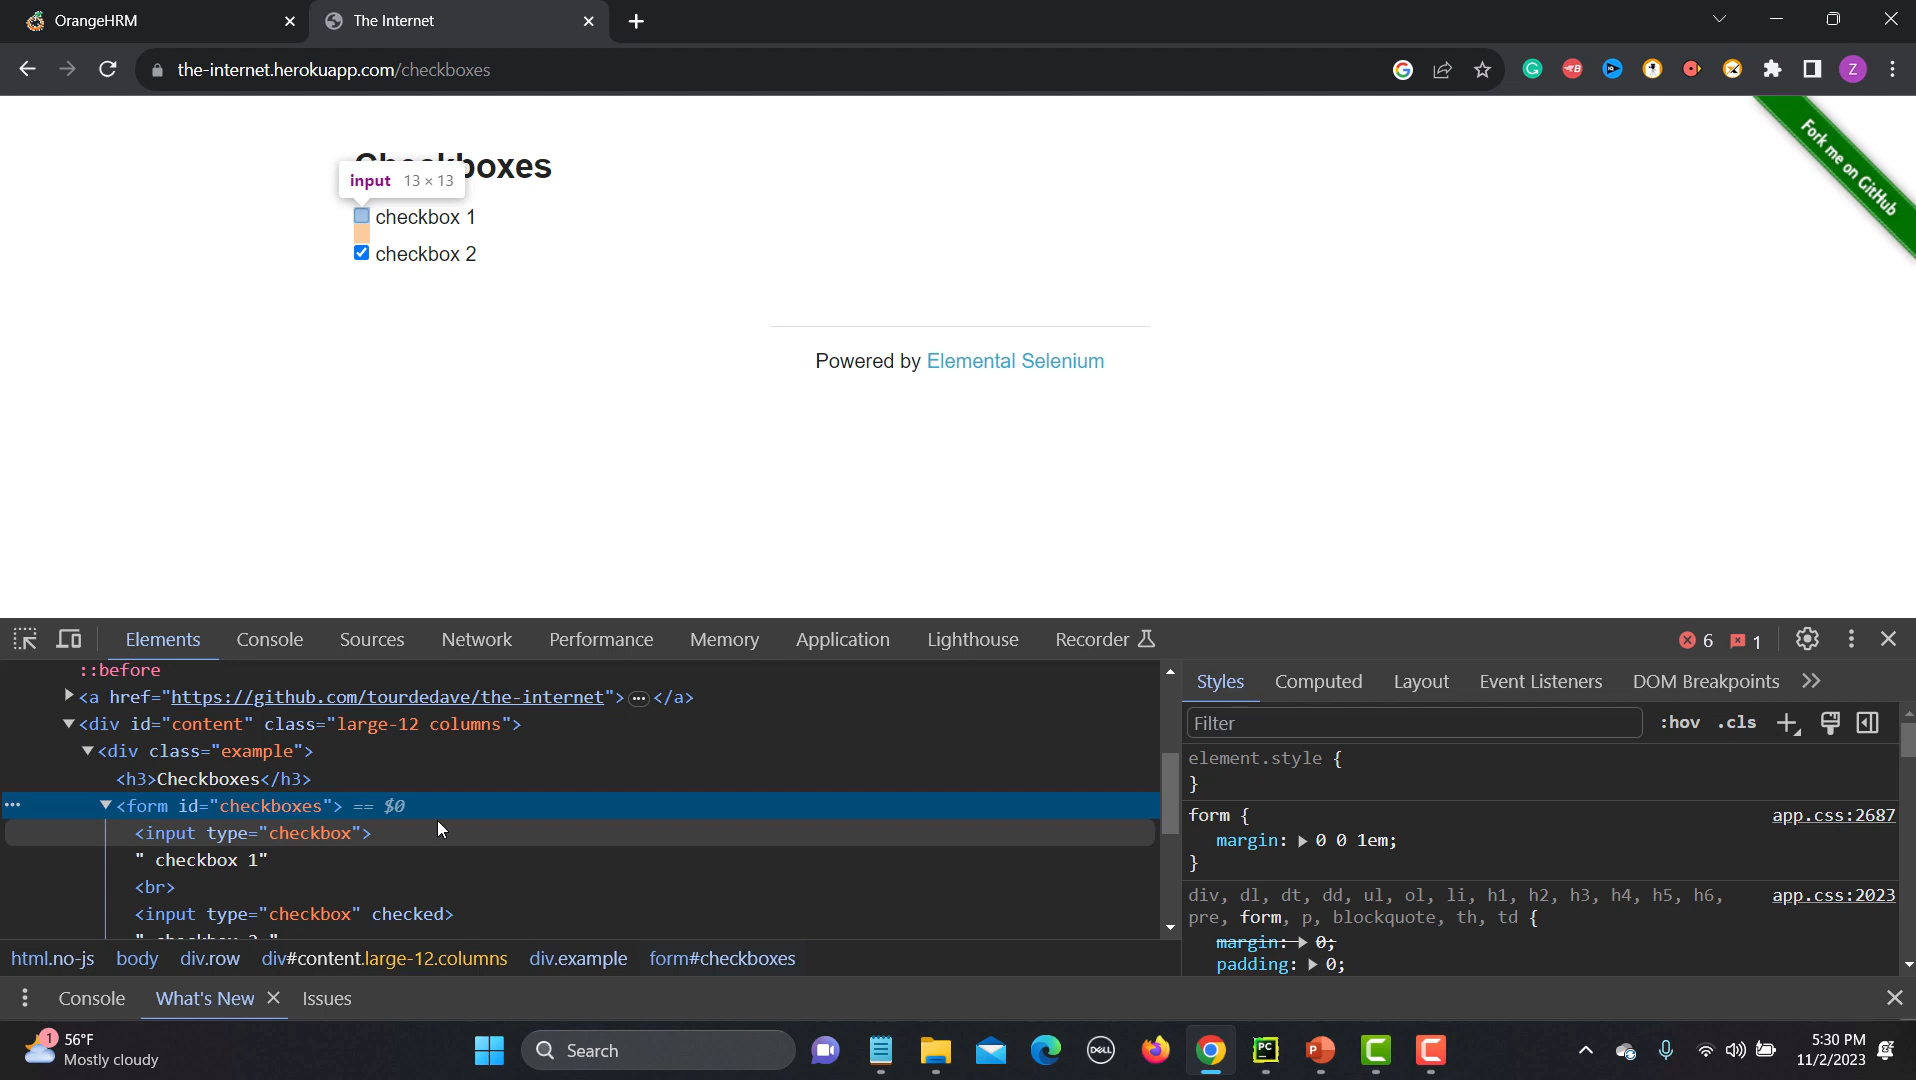 OrangeHRM
The Internet
the-internet.herokuapp.com/checkboxes
Z
Fork me on GitHub
input 13 × 13
checkbox 1
checkbox 2
Powered by Elemental Selenium
Elements Console Sources Network Performance Memory Application Lighthouse Recorder
6 1
::before
<a href="https://github.com/tourdedave/the-internet">…</a>
<div id="content" class="large-12 columns">
<div class="example">
<h3>Checkboxes</h3>
<form id="checkboxes"> == $0
<input type="checkbox">
" checkbox 1"
<br>
<input type="checkbox" checked>
html.no-js body div.row div#content.large-12.columns div.example form#checkboxes
Styles Computed Layout Event Listeners DOM Breakpoints
Filter :hov .cls
element.style {
}
form { app.css:2687
margin: 0 0 1em;
}
div, dl, dt, dd, ul, ol, li, h1, h2, h3, h4, h5, h6, app.css:2023
pre, form, p, blockquote, th, td {
margin: 0;
padding: 0;
Console What's New Issues
1
56°F
Mostly cloudy
Search
DELL
PC
P
C
C
5:30 PM
11/2/2023